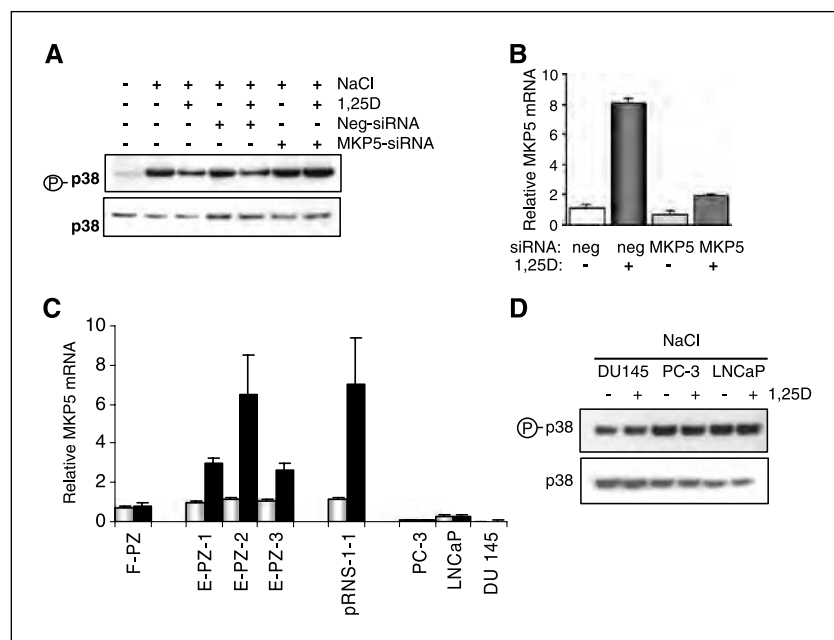 A
- + + + + + + NaCl
- - + - + - + 1,25D
- - - + + - - Neg-siRNA
- - - - - + + MKP5-siRNA
P-p38
p38
B
Relative MKP5 mRNA
10
8
6
4
2
0
siRNA: neg neg MKP5 MKP5
1,25D: - + - +
C
Relative MKP5 mRNA
10
8
6
4
2
0
F-PZ
E-PZ-1
E-PZ-2
E-PZ-3
pRNS-1-1
PC-3
LNCaP
DU 145
D
NaCl
DU145 PC-3 LNCaP
- + - + - + 1,25D
P-p38
p38